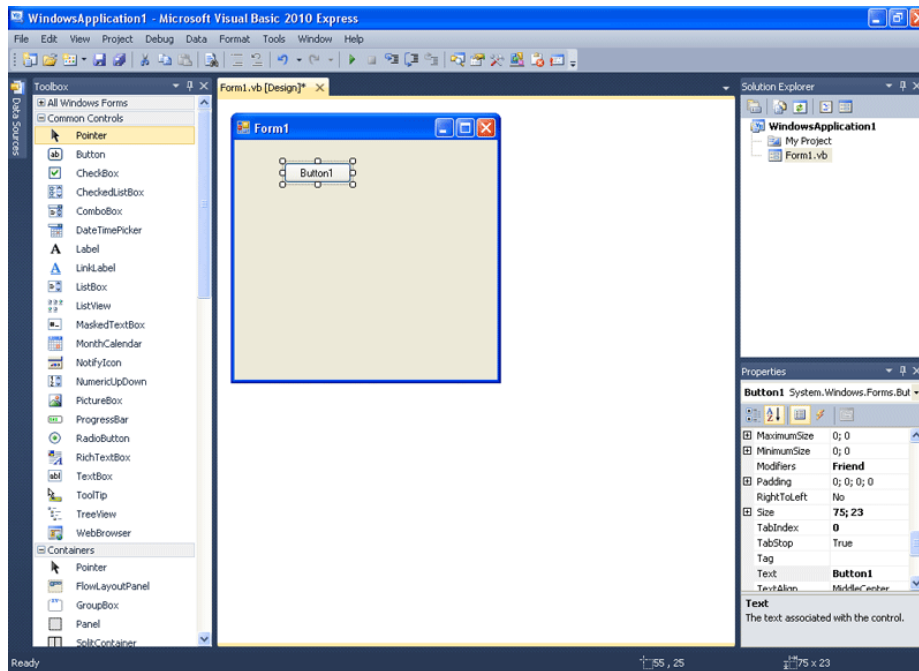 WindowsApplication1 - Microsoft Visual Basic 2010 Express
File Edit View Project Debug Data Format Tools Window Help
Data Sources
Toolbox
All Windows Forms
Common Controls
Pointer
Button
CheckBox
CheckedListBox
ComboBox
DateTimePicker
Label
LinkLabel
ListBox
ListView
MaskedTextBox
MonthCalendar
NotifyIcon
NumericUpDown
PictureBox
ProgressBar
RadioButton
RichTextBox
TextBox
ToolTip
TreeView
WebBrowser
Containers
Pointer
FlowLayoutPanel
GroupBox
Panel
SplitContainer
Form1.vb [Design]*
Form1
Button1
Solution Explorer
WindowsApplication1
My Project
Form1.vb
Properties
Button1 System.Windows.Forms.But
MaximumSize 0; 0
MinimumSize 0; 0
Modifiers Friend
Padding 0; 0; 0; 0
RightToLeft No
Size 75; 23
TabIndex 0
TabStop True
Tag
Text Button1
TextAlign MiddleCenter
Text
The text associated with the control.
Ready 55 , 25 75 x 23